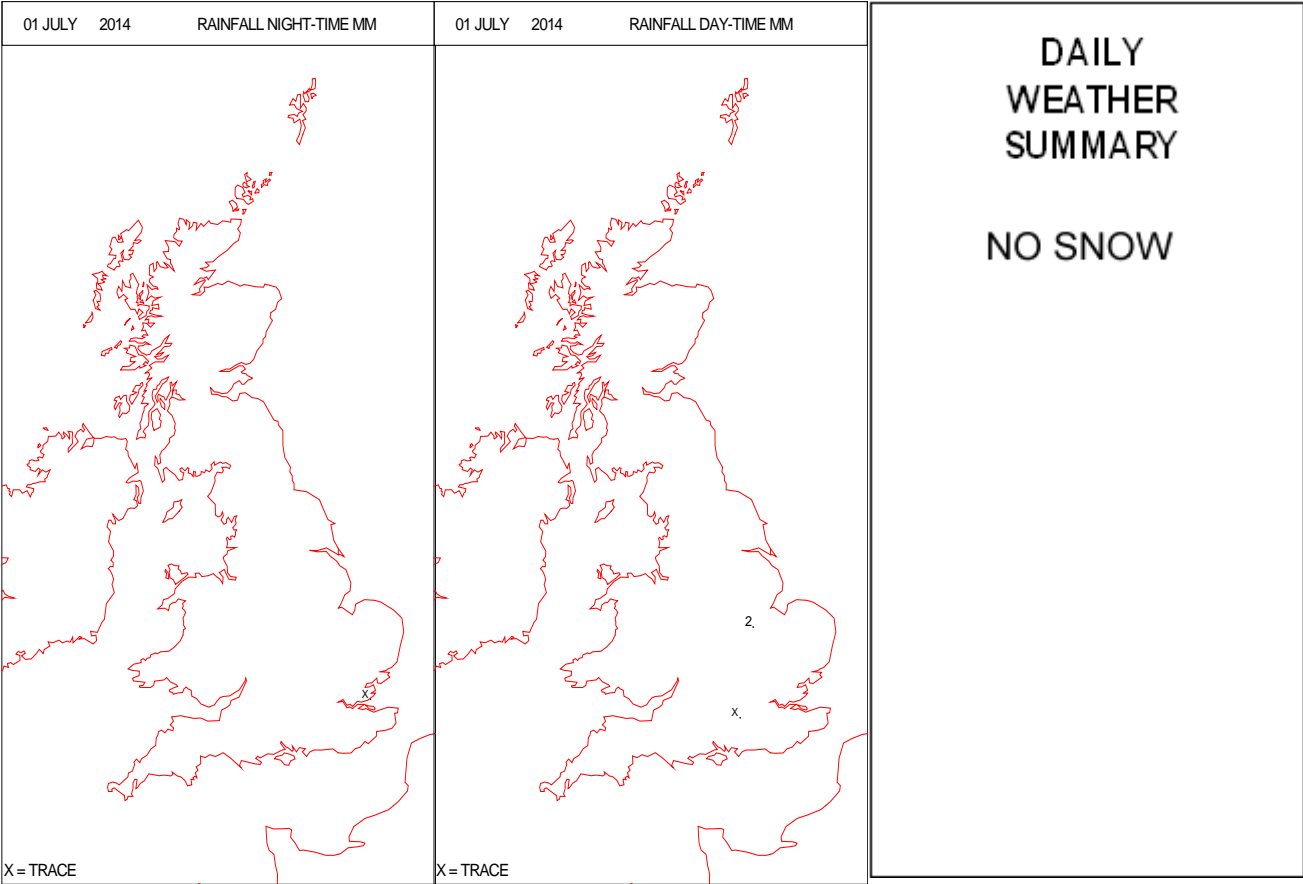 01 JULY 2014 RAINFALL NIGHT-TIME MM
X.
X = TRACE
01 JULY 2014 RAINFALL DAY-TIME MM
2.
X.
X = TRACE
DAILY
WEATHER
SUMMARY
NO SNOW